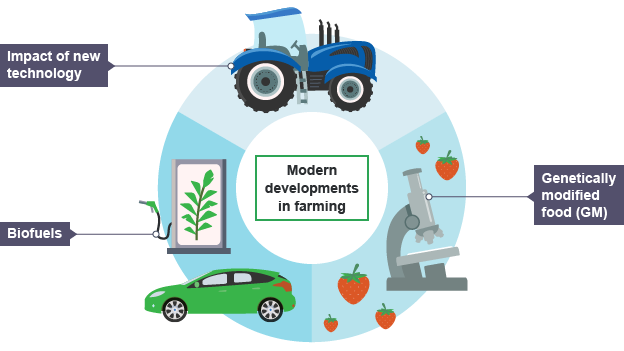 Impact of new
technology
Modern
developments
in farming
Genetically
modified
food (GM)
Biofuels